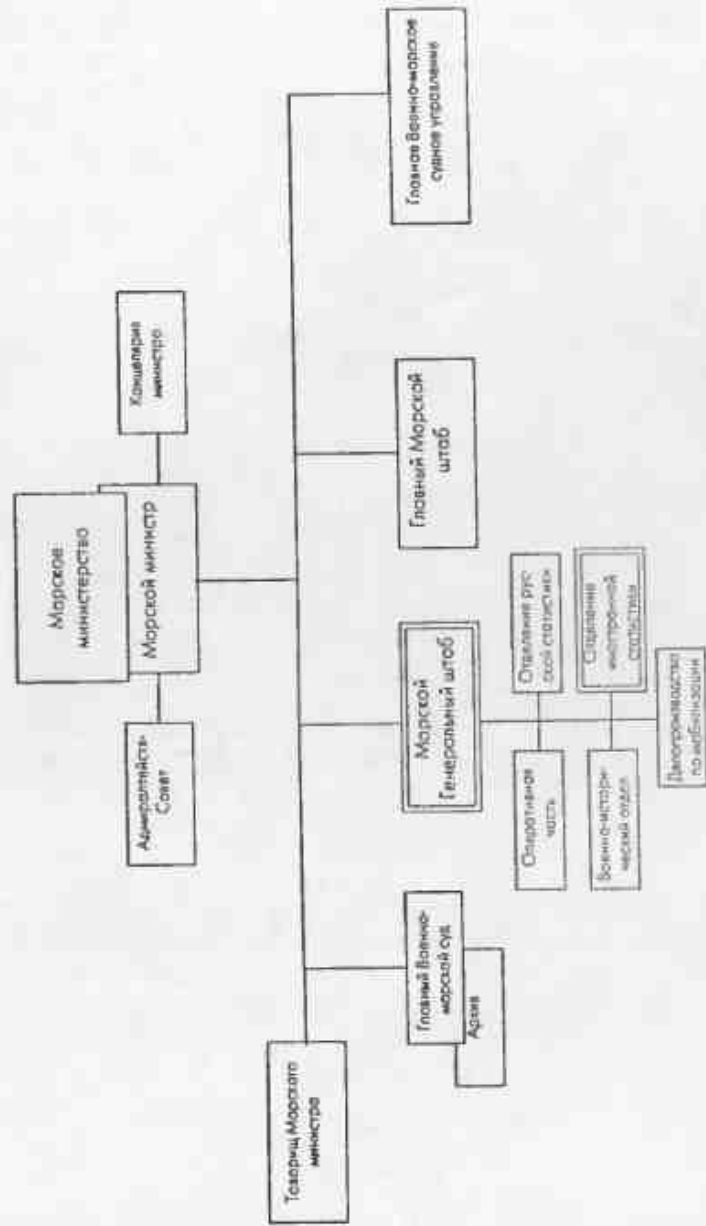 Морское
министерство
Морской министр
Адмиралтейств-
Совет
Канцелярия
министра
Товарищ Морского
министра
Главный Военно-
морской суд
Архив
Морской
Генеральный штаб
Главный Морской
штаб
Главное Военно-морское
судное управление
Оперативная
часть
Отделение рус
ской статистики
Военно-истори-
ческий отдел
Отделение
иностранной
статистики
Делопроизводство
по мобилизации